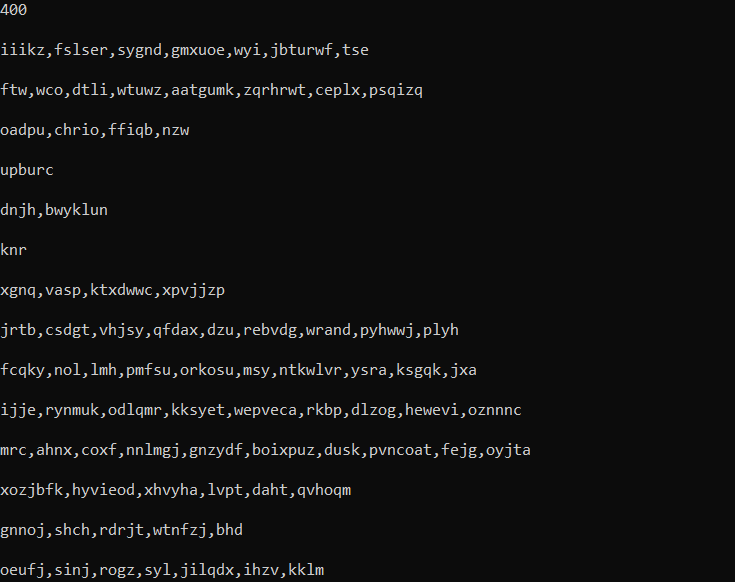 400
iiikz,fslser,sygnd,gmxuoe,wyi,jbturwf,tse
ftw,wco,dtli,wtuwz,aatgumk,zqrhrwt,ceplx,psqizq
oadpu,chrio,ffiqb,nzw
upburc
dnjh,bwyklun
knr
xgnq,vasp,ktxdwwc,xpvjjzp
jrtb,csdgt,vhjsy,qfdax,dzu,rebvdg,wrand,pyhwwj,plyh
fcqky,nol,lmh,pmfsu,orkosu,msy,ntkwlvr,ysra,ksgqk,jxa
ijje,rynmuk,odlqmr,kksyet,wepveca,rkbp,dlzog,hewevi,oznnnc
mrc,ahnx,coxf,nnlmgj,gnzydf,boixpuz,dusk,pvncoat,fejg,oyjta
xozjbfk,hyvieod,xhvyha,lvpt,daht,qvhoqm
gnnoj,shch,rdrjt,wtnfzj,bhd
oeufj,sinj,rogz,syl,jilqdx,ihzv,kklm